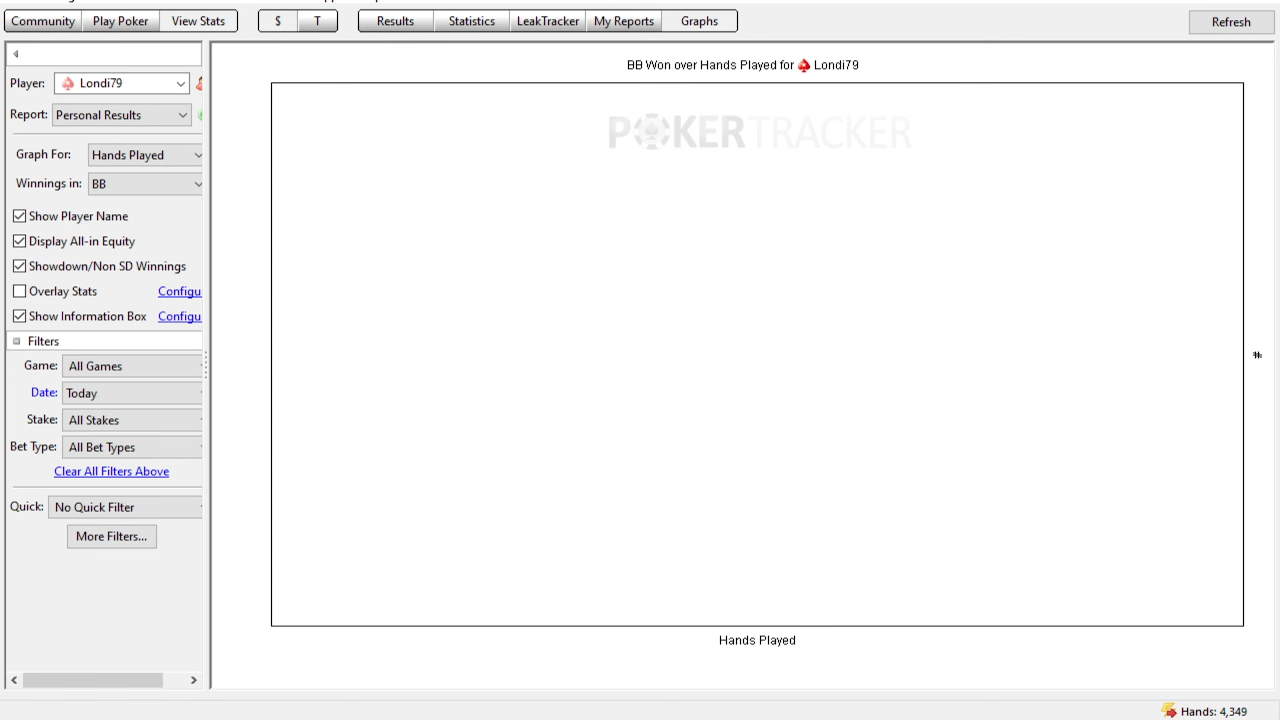 Community Play Poker View Stats $ T Results Statistics LeakTracker My Reports Graphs Refresh
BB Won over Hands Played for Londi79
POKERTRACKER
Player: Londi79
Report: Personal Results
Graph For: Hands Played
Winnings in: BB
Show Player Name
Display All-in Equity
Showdown/Non SD Winnings
Overlay Stats Configu
Show Information Box Configu
Filters
Game: All Games
Date: Today
Stake: All Stakes
Bet Type: All Bet Types
Clear All Filters Above
Quick: No Quick Filter
More Filters...
Hands Played
Hands: 4,349